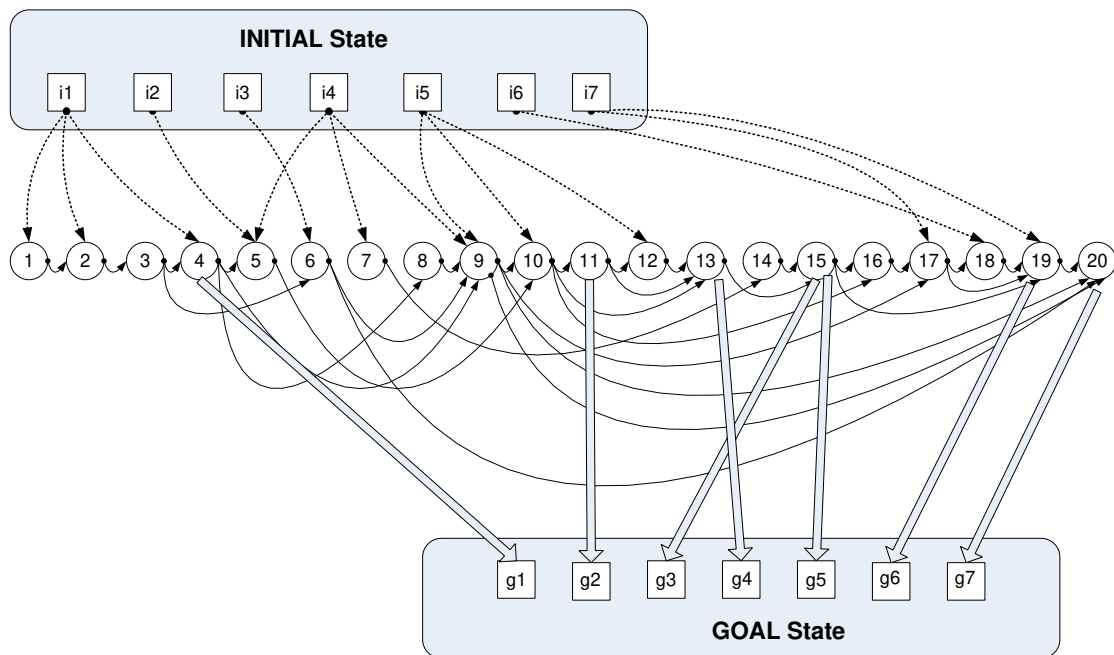 INITIAL State
i1 i2 i3 i4 i5 i6 i7
1 2 3 4 5 6 7 8 9 10 11 12 13 14 15 16 17 18 19 20
g1 g2 g3 g4 g5 g6 g7
GOAL State